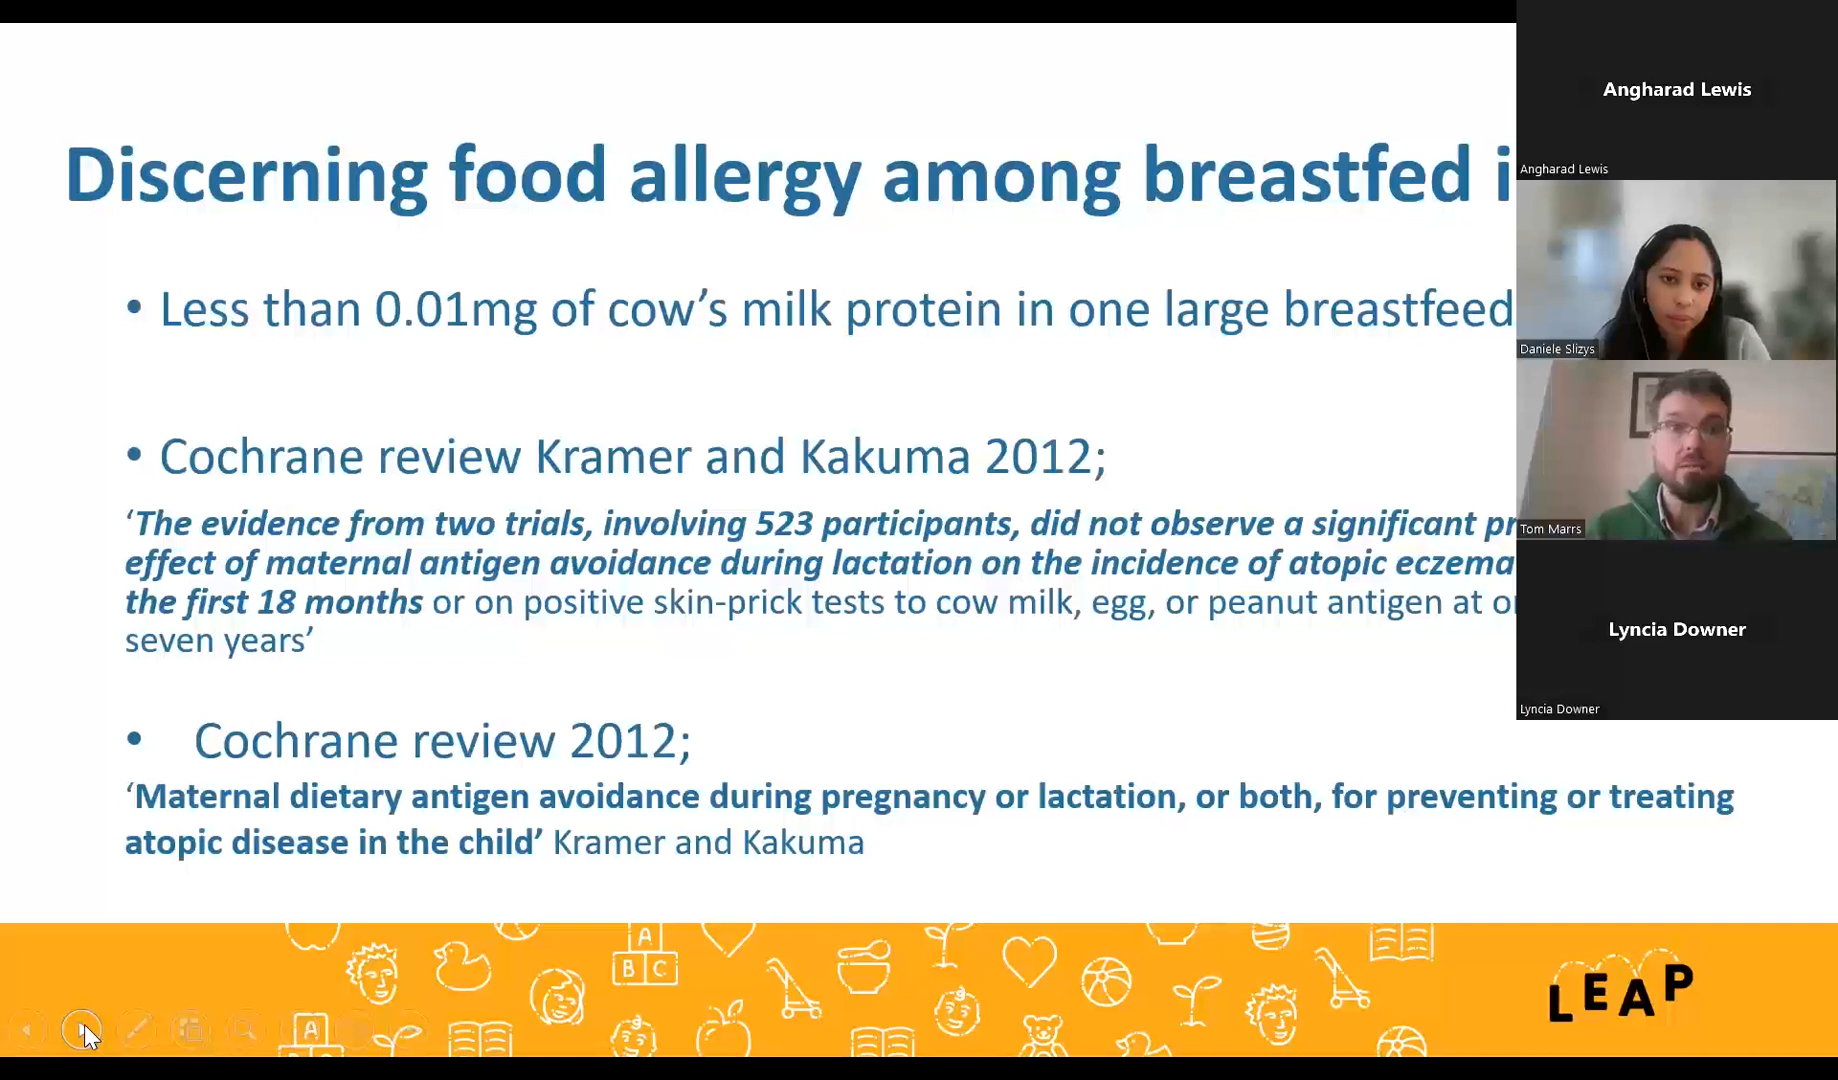 Discerning food allergy among breastfed i
• Less than 0.01mg of cow’s milk protein in one large breastfeed
• Cochrane review Kramer and Kakuma 2012;
‘The evidence from two trials, involving 523 participants, did not observe a significant pr
effect of maternal antigen avoidance during lactation on the incidence of atopic eczema
the first 18 months or on positive skin-prick tests to cow milk, egg, or peanut antigen at o
seven years’
• Cochrane review 2012;
‘Maternal dietary antigen avoidance during pregnancy or lactation, or both, for preventing or treating
atopic disease in the child’ Kramer and Kakuma
Angharad Lewis
Angharad Lewis
Daniele Slizys
Tom Marrs
Lyncia Downer
Lyncia Downer
A
B C
A
LEAP